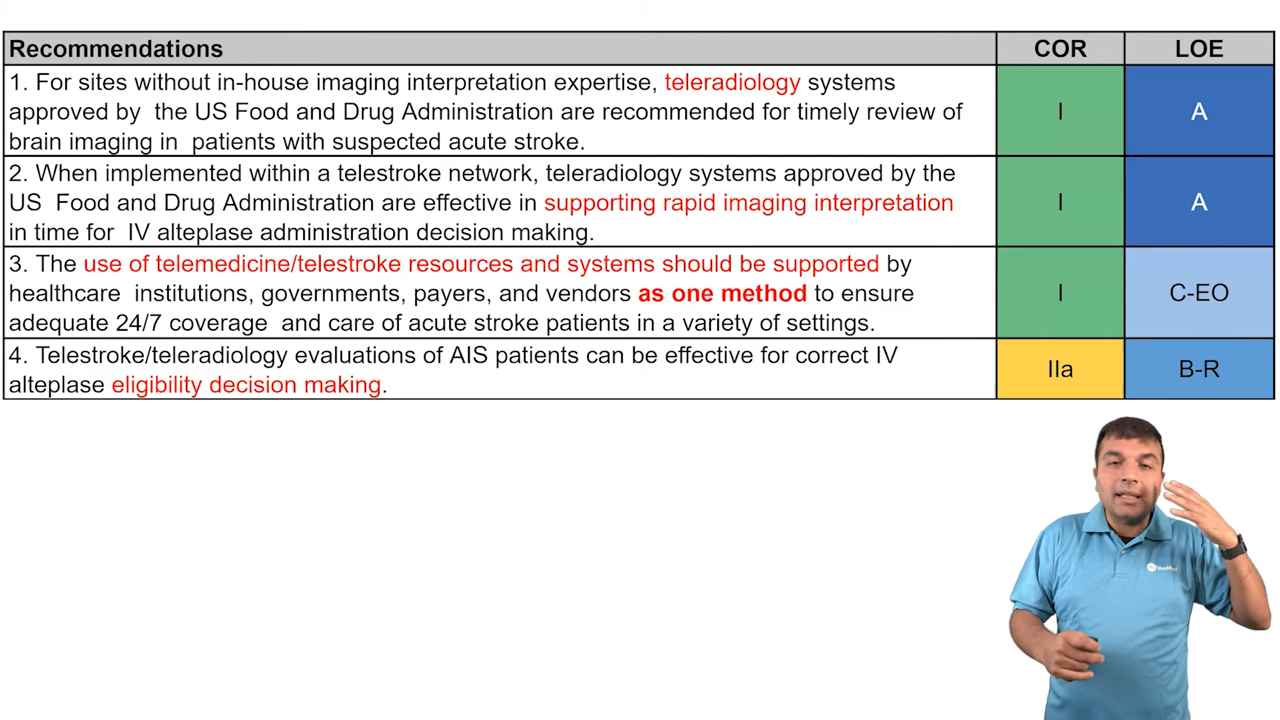 Recommendations COR LOE
1. For sites without in-house imaging interpretation expertise, teleradiology systems
approved by the US Food and Drug Administration are recommended for timely review of
brain imaging in patients with suspected acute stroke.
I A
2. When implemented within a telestroke network, teleradiology systems approved by the
US Food and Drug Administration are effective in supporting rapid imaging interpretation
in time for IV alteplase administration decision making.
I A
3. The use of telemedicine/telestroke resources and systems should be supported by
healthcare institutions, governments, payers, and vendors as one method to ensure
adequate 24/7 coverage and care of acute stroke patients in a variety of settings.
I C-EO
4. Telestroke/teleradiology evaluations of AIS patients can be effective for correct IV
alteplase eligibility decision making.
IIa B-R
VeeMed